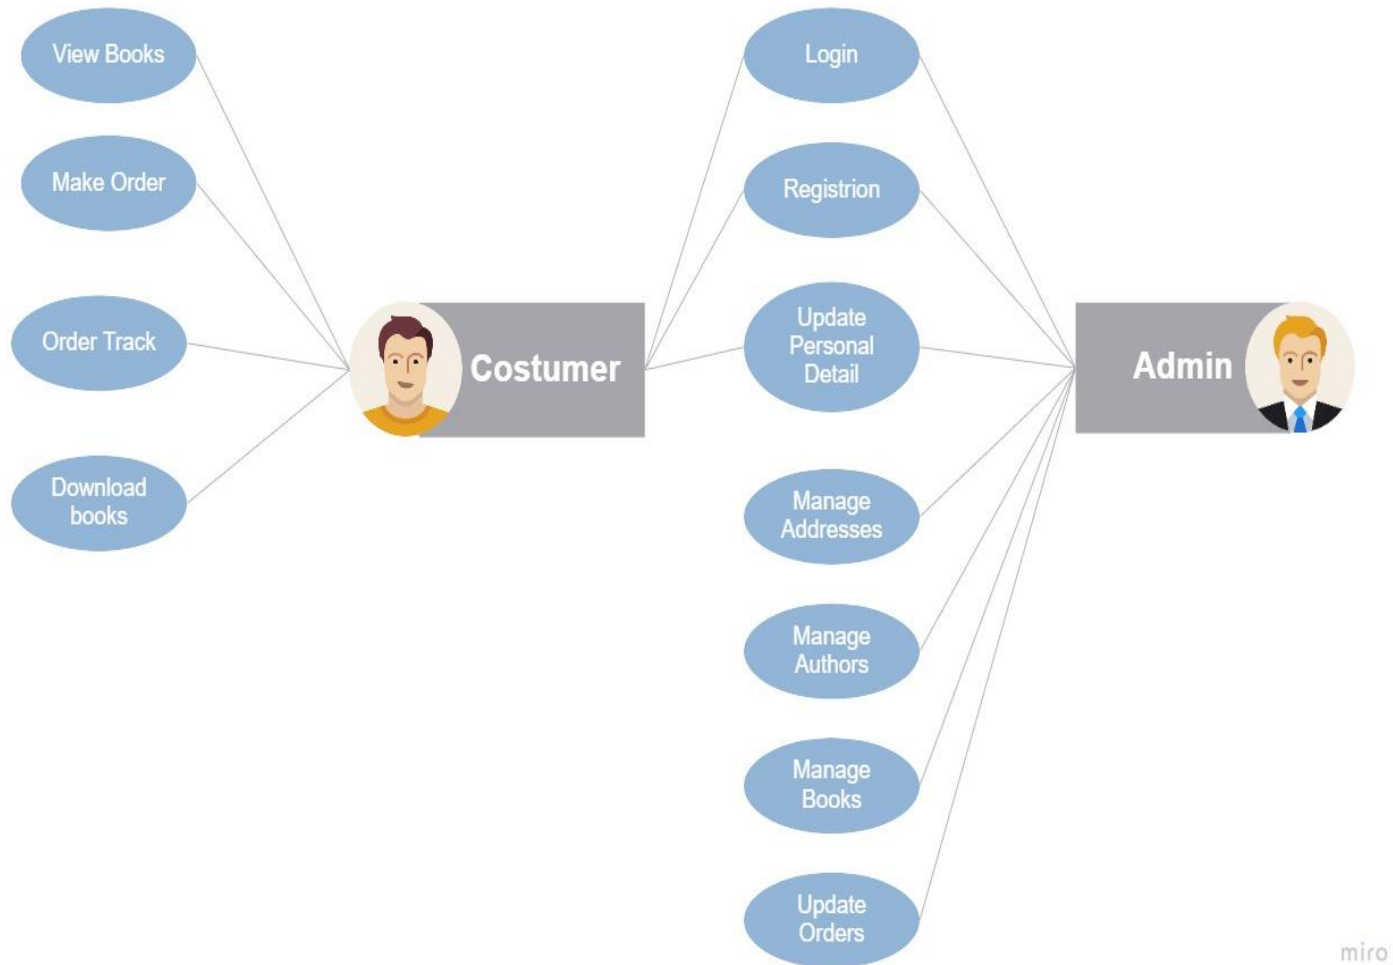 View Books
Make Order
Order Track
Download
books
Costumer
Login
Registrion
Update
Personal
Detail
Manage
Addresses
Manage
Authors
Manage
Books
Update
Orders
Admin
miro